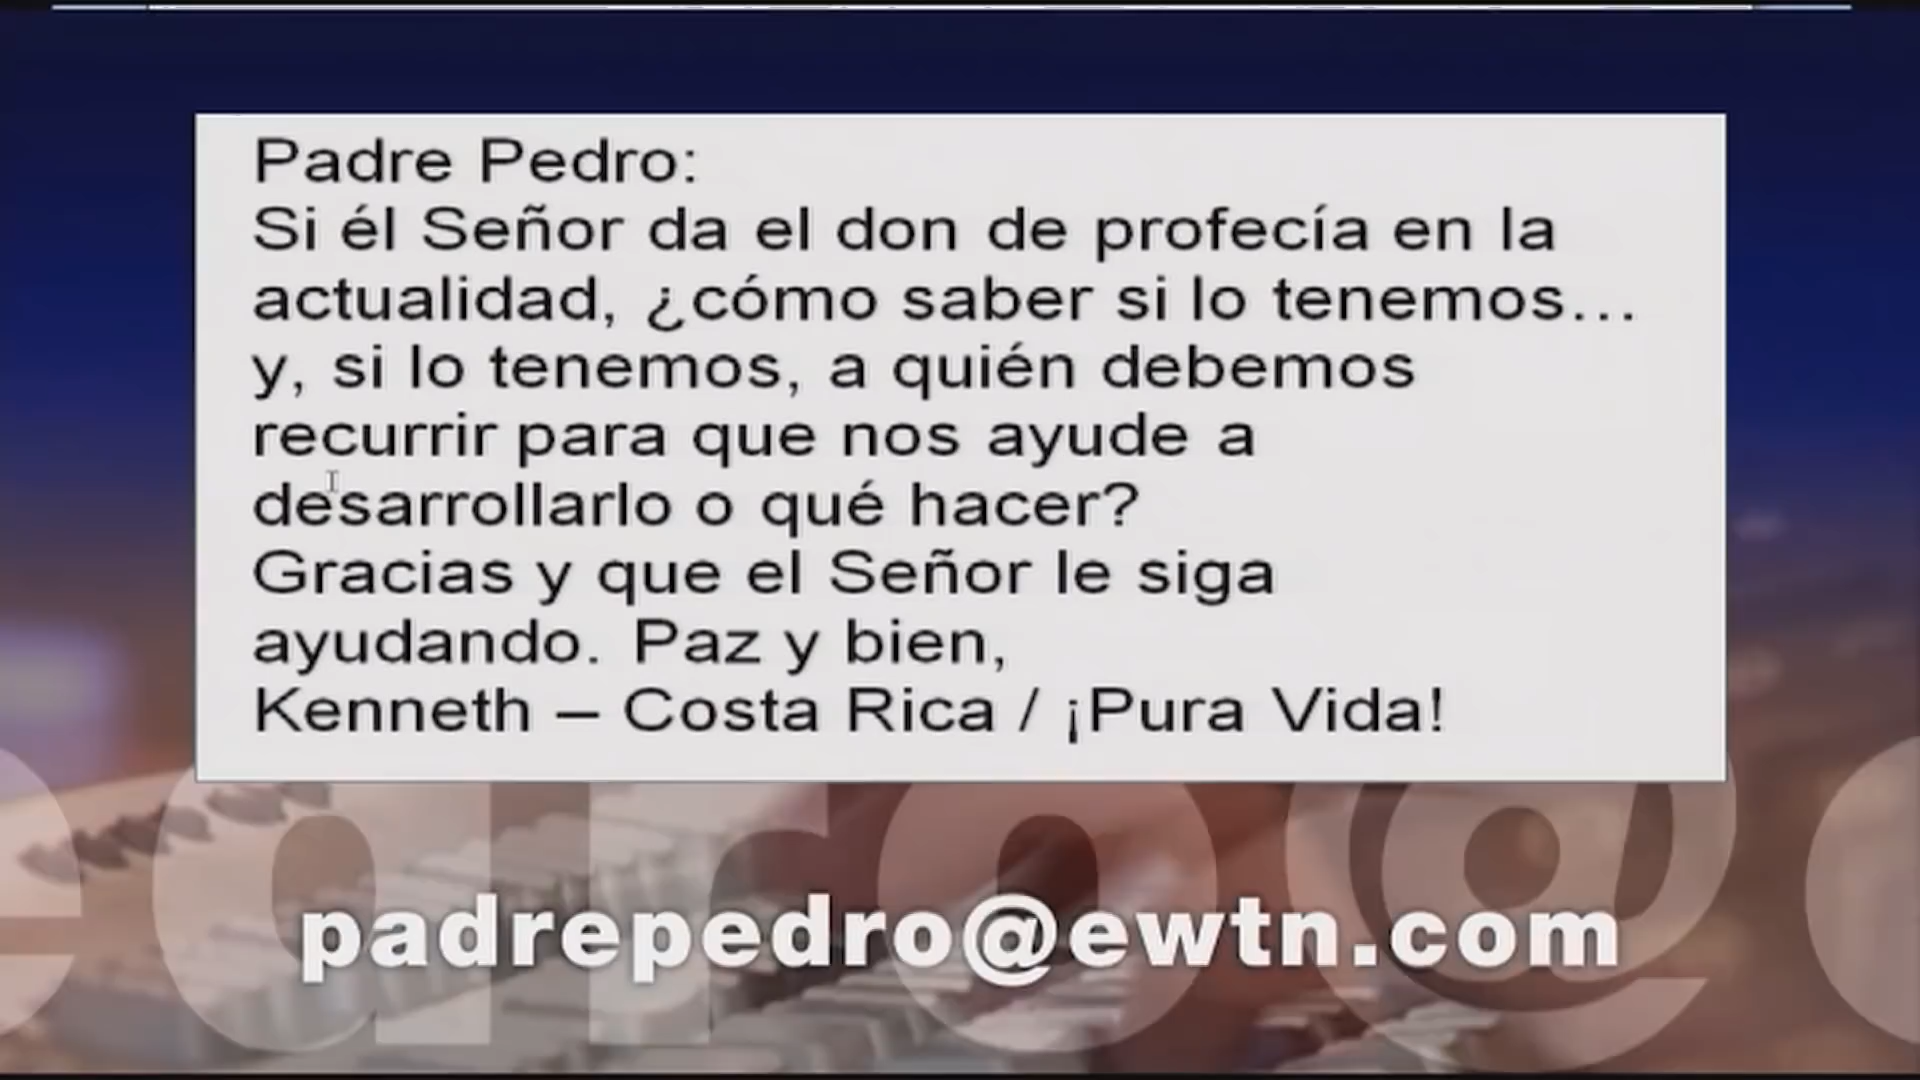 Padre Pedro:
Si él Señor da el don de profecía en la
actualidad, ¿cómo saber si lo tenemos…
y, si lo tenemos, a quién debemos
recurrir para que nos ayude a
desarrollarlo o qué hacer?
Gracias y que el Señor le siga
ayudando. Paz y bien,
Kenneth – Costa Rica / ¡Pura Vida!
edro@e
padrepedro@ewtn.com